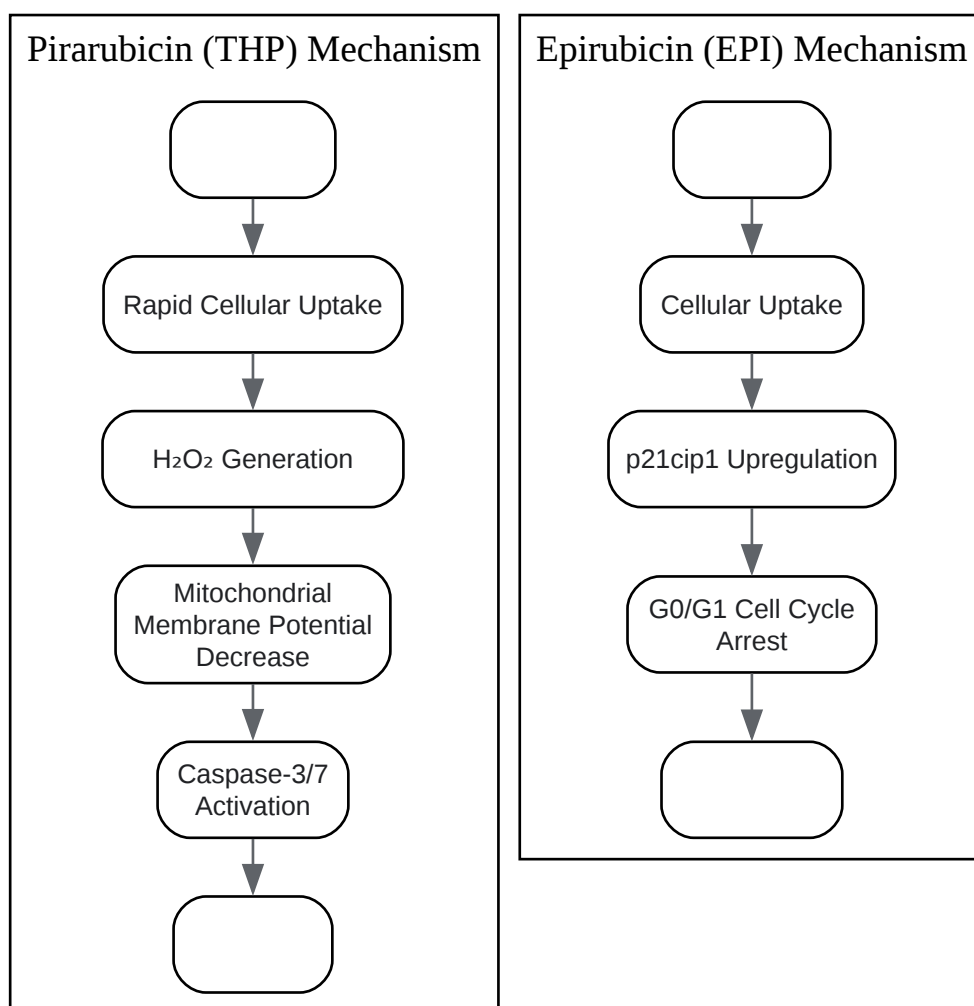 Pirarubicin (THP) Mechanism
Rapid Cellular Uptake
H₂O₂ Generation
Mitochondrial
Membrane Potential
Decrease
Caspase-3/7
Activation
Epirubicin (EPI) Mechanism
Cellular Uptake
p21cip1 Upregulation
G0/G1 Cell Cycle
Arrest